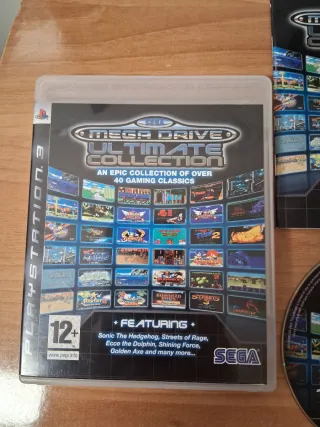 SEGA
MEGA DRIVE
ULTIMATE
COLLECTION
AN EPIC COLLECTION OF OVER
40 GAMING CLASSICS
PLAYSTATION 3
12+
www.pegi.info
• FEATURING •
Sonic The Hedgehog, Streets of Rage,
Ecce the Dolphin, Shining Force,
Golden Axe and many more...
SEGA